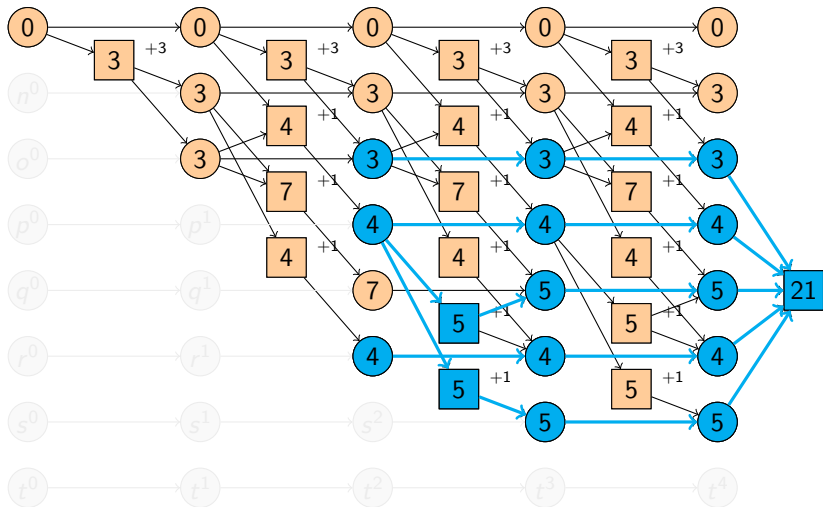 0 0 0 0 0
3 +3 3 +3 3 +3 3 +3
n⁰ 3 3 3 3
4 +1 4 +1 4 +1
o⁰ 3 3 3 3
7 +1 7 +1 7 +1
p⁰ p¹ 4 4 4
4 +1 4 +1 4 +1
q⁰ q¹ 7 5 5 21
5 +1 5 +1
r⁰ r¹ 4 4 4
5 +1 5 +1
s⁰ s¹ s² 5 5
t⁰ t¹ t² t³ t⁴